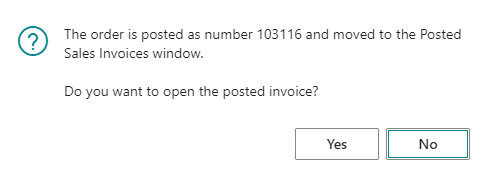 The order is posted as number 103116 and moved to the Posted
Sales Invoices window.
Do you want to open the posted invoice?
Yes
No